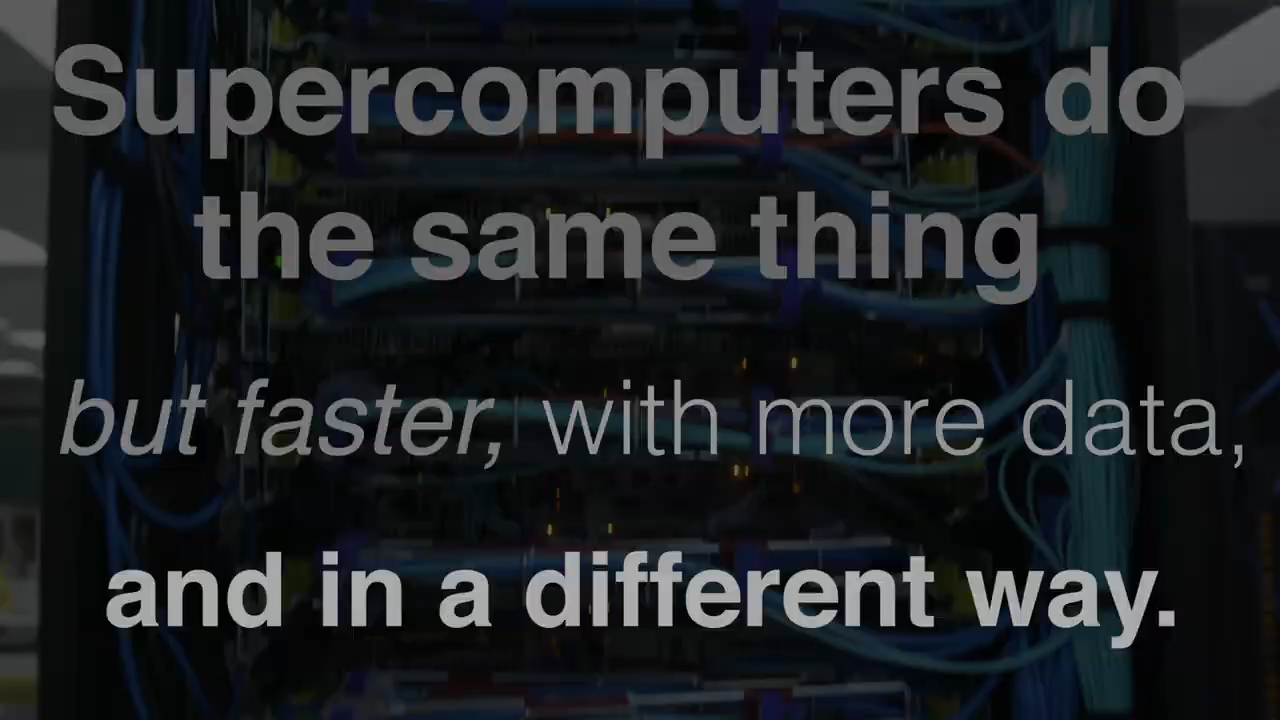 Supercomputers do
the same thing
but faster, with more data,
and in a different way.